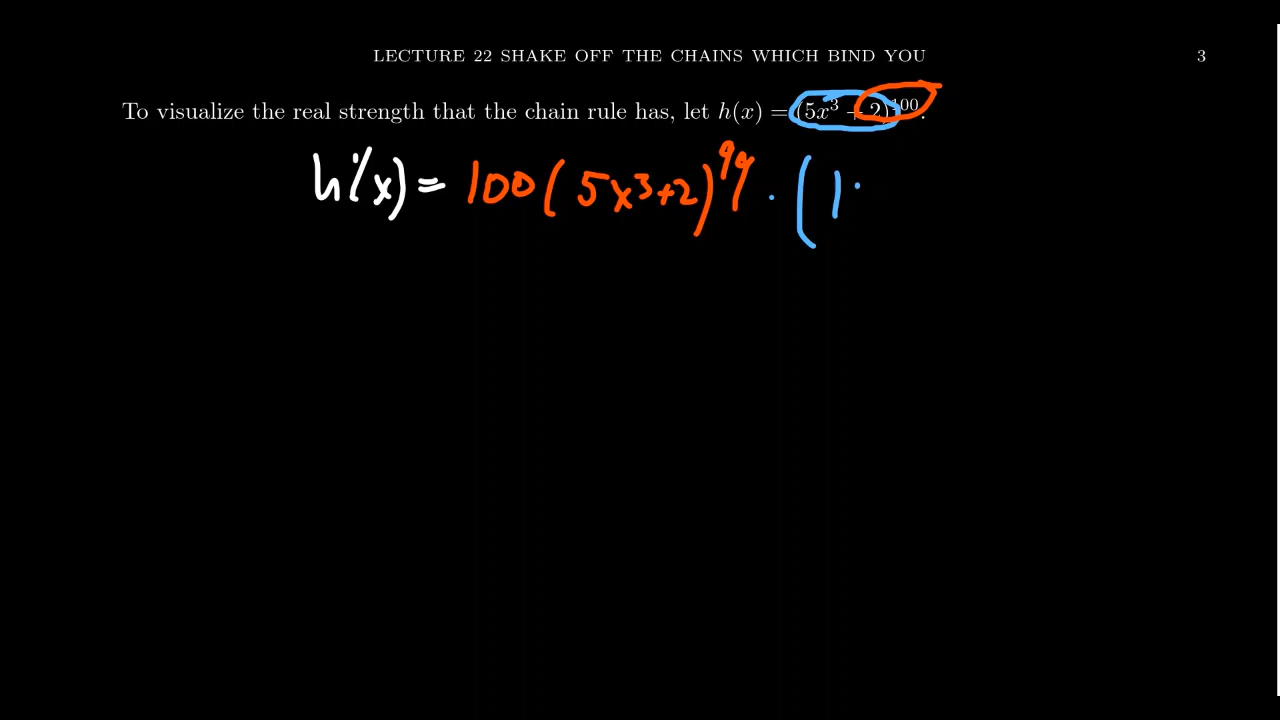 LECTURE 22 SHAKE OFF THE CHAINS WHICH BIND YOU 3
To visualize the real strength that the chain rule has, let h(x) = (5x³ + 2)¹⁰⁰.
h'(x) = 100(5x³+2)⁹⁹ · (1